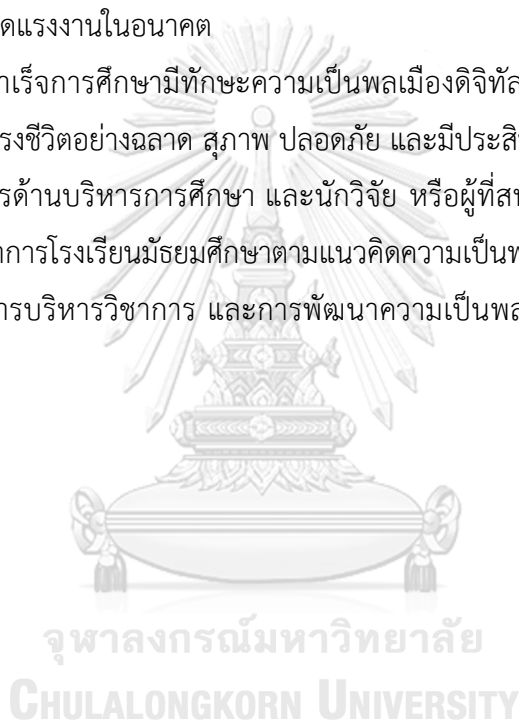 ดแรงงานในอนาคต
าเร็จการศึกษามีทักษะความเป็นพลเมืองดิจิทัล
รงชีวิตอย่างฉลาด สุภาพ ปลอดภัย และมีประสิ
ารด้านบริหารการศึกษา และนักวิจัย หรือผู้ที่ส
าการโรงเรียนมัธยมศึกษาตามแนวคิดความเป็นพ
ารบริหารวิชาการ และการพัฒนาความเป็นพล
จุฬาลงกรณ์มหาวิทยาลัย
CHULALONGKORN UNIVERSITY